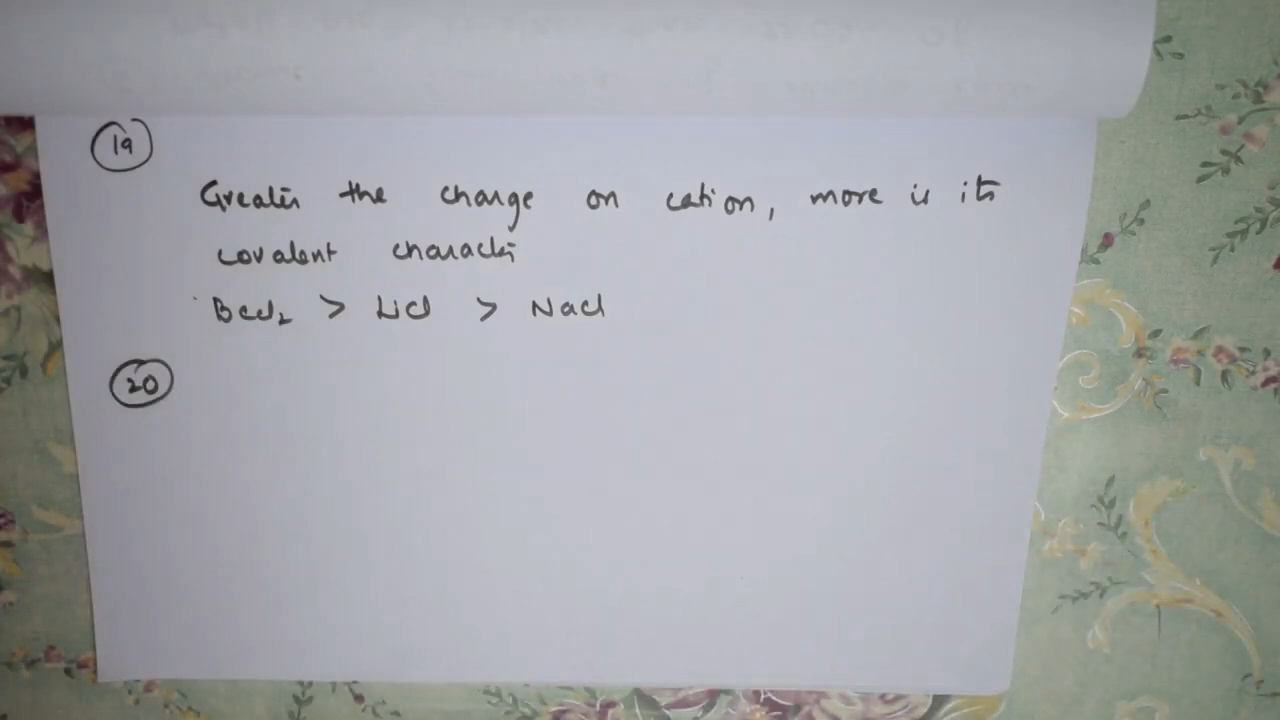 19
Greater the charge on cation, more is its
covalent character
BeCl₂ > LiCl > NaCl
20